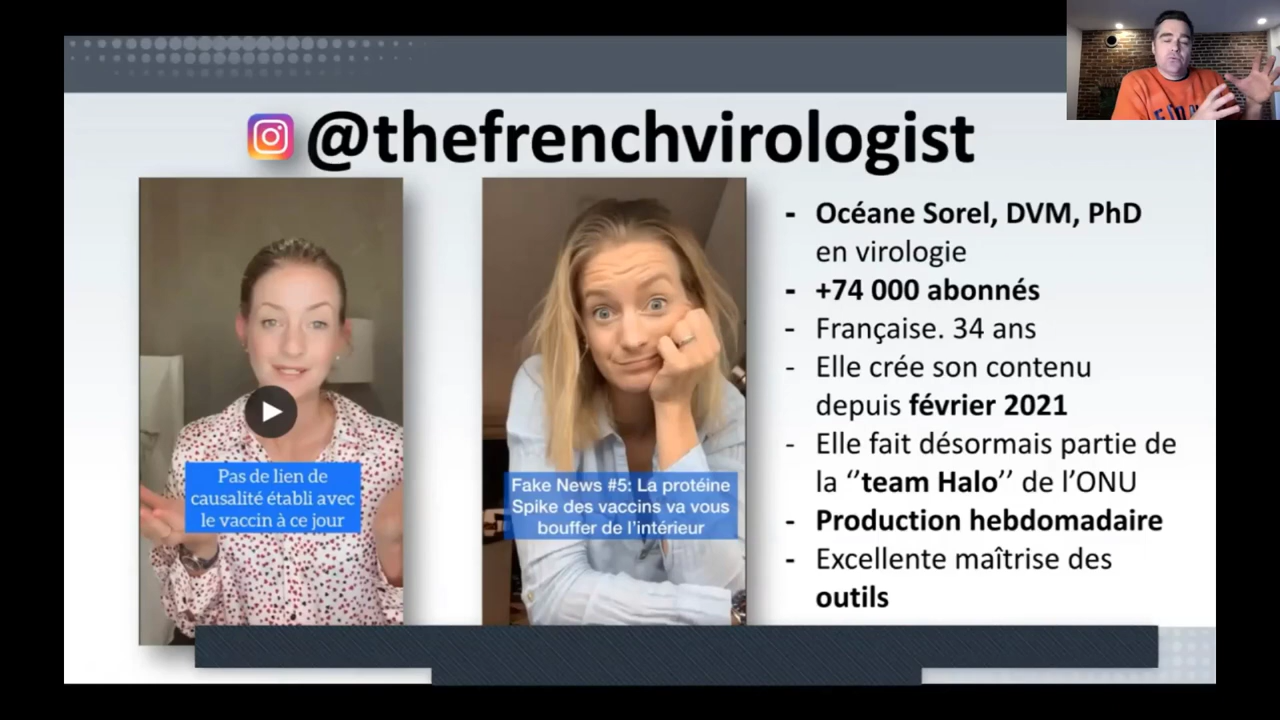 @thefrenchvirologist
Pas de lien de
causalité établi avec
le vaccin à ce jour
Fake News #5: La protéine
Spike des vaccins va vous
bouffer de l'intérieur
- Océane Sorel, DVM, PhD
en virologie
- +74 000 abonnés
- Française. 34 ans
- Elle crée son contenu
depuis février 2021
- Elle fait désormais partie de
la ‘’team Halo’’ de l’ONU
- Production hebdomadaire
- Excellente maîtrise des
outils